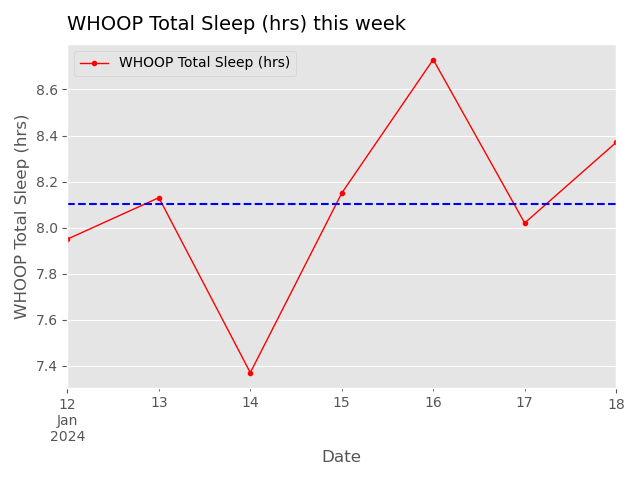 WHOOP Total Sleep (hrs) this week
WHOOP Total Sleep (hrs)
WHOOP Total Sleep (hrs)
8.6
8.4
8.2
8.0
7.8
7.6
7.4
12 13 14 15 16 17 18
Jan
2024
Date